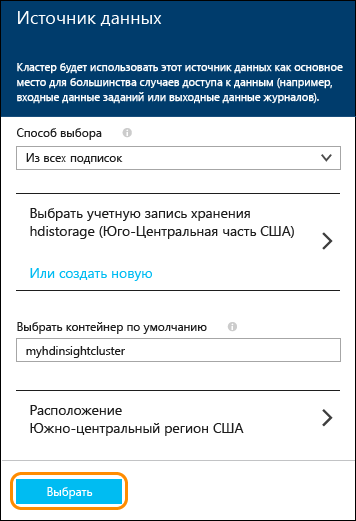 Источник данных
Кластер будет использовать этот источник данных как основное
место для большинства случаев доступа к данным (например,
входные данные заданий или выходные данные журналов).
Способ выбора
Из всех подписок
Выбрать учетную запись хранения
hdistorage (Юго-Центральная часть США)
Или создать новую
Выбрать контейнер по умолчанию
myhdinsightcluster
Расположение
Южно-центральный регион США
Выбрать